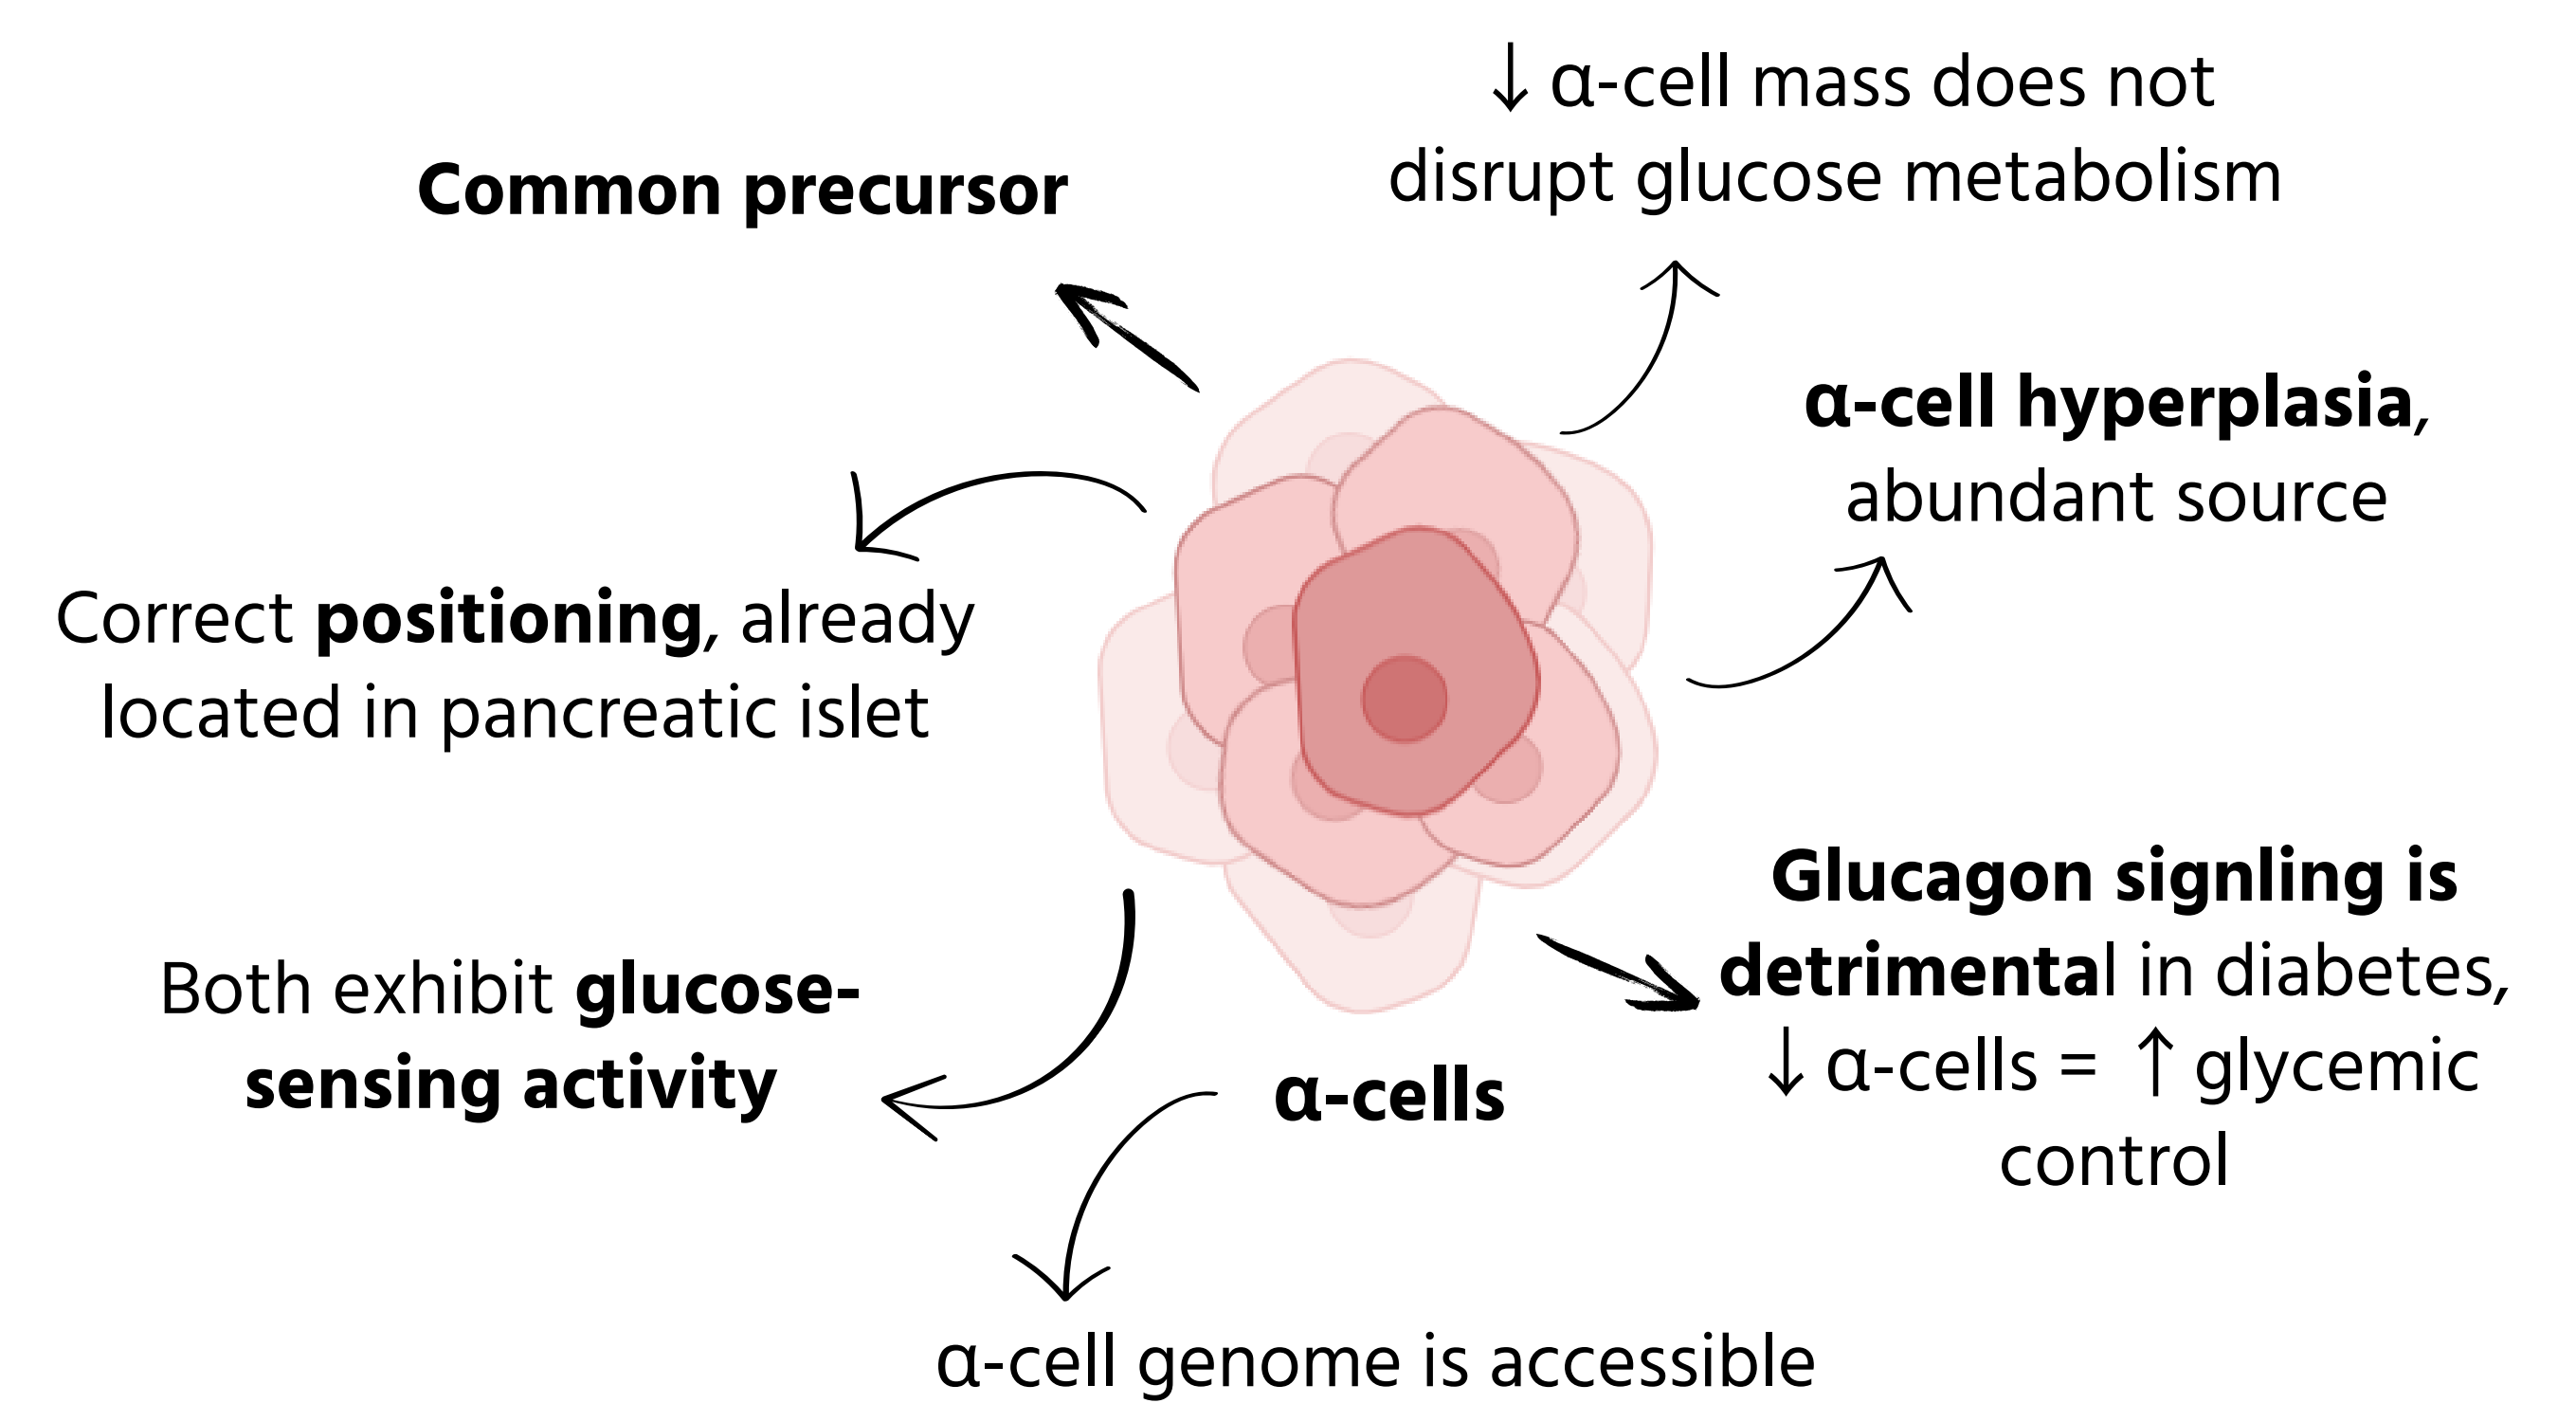 ↓ α-cell mass does not
disrupt glucose metabolism
Common precursor
α-cell hyperplasia,
abundant source
Correct positioning, already
located in pancreatic islet
Glucagon signling is
detrimental in diabetes,
↓ α-cells = ↑ glycemic
control
Both exhibit glucose-
sensing activity
α-cells
α-cell genome is accessible